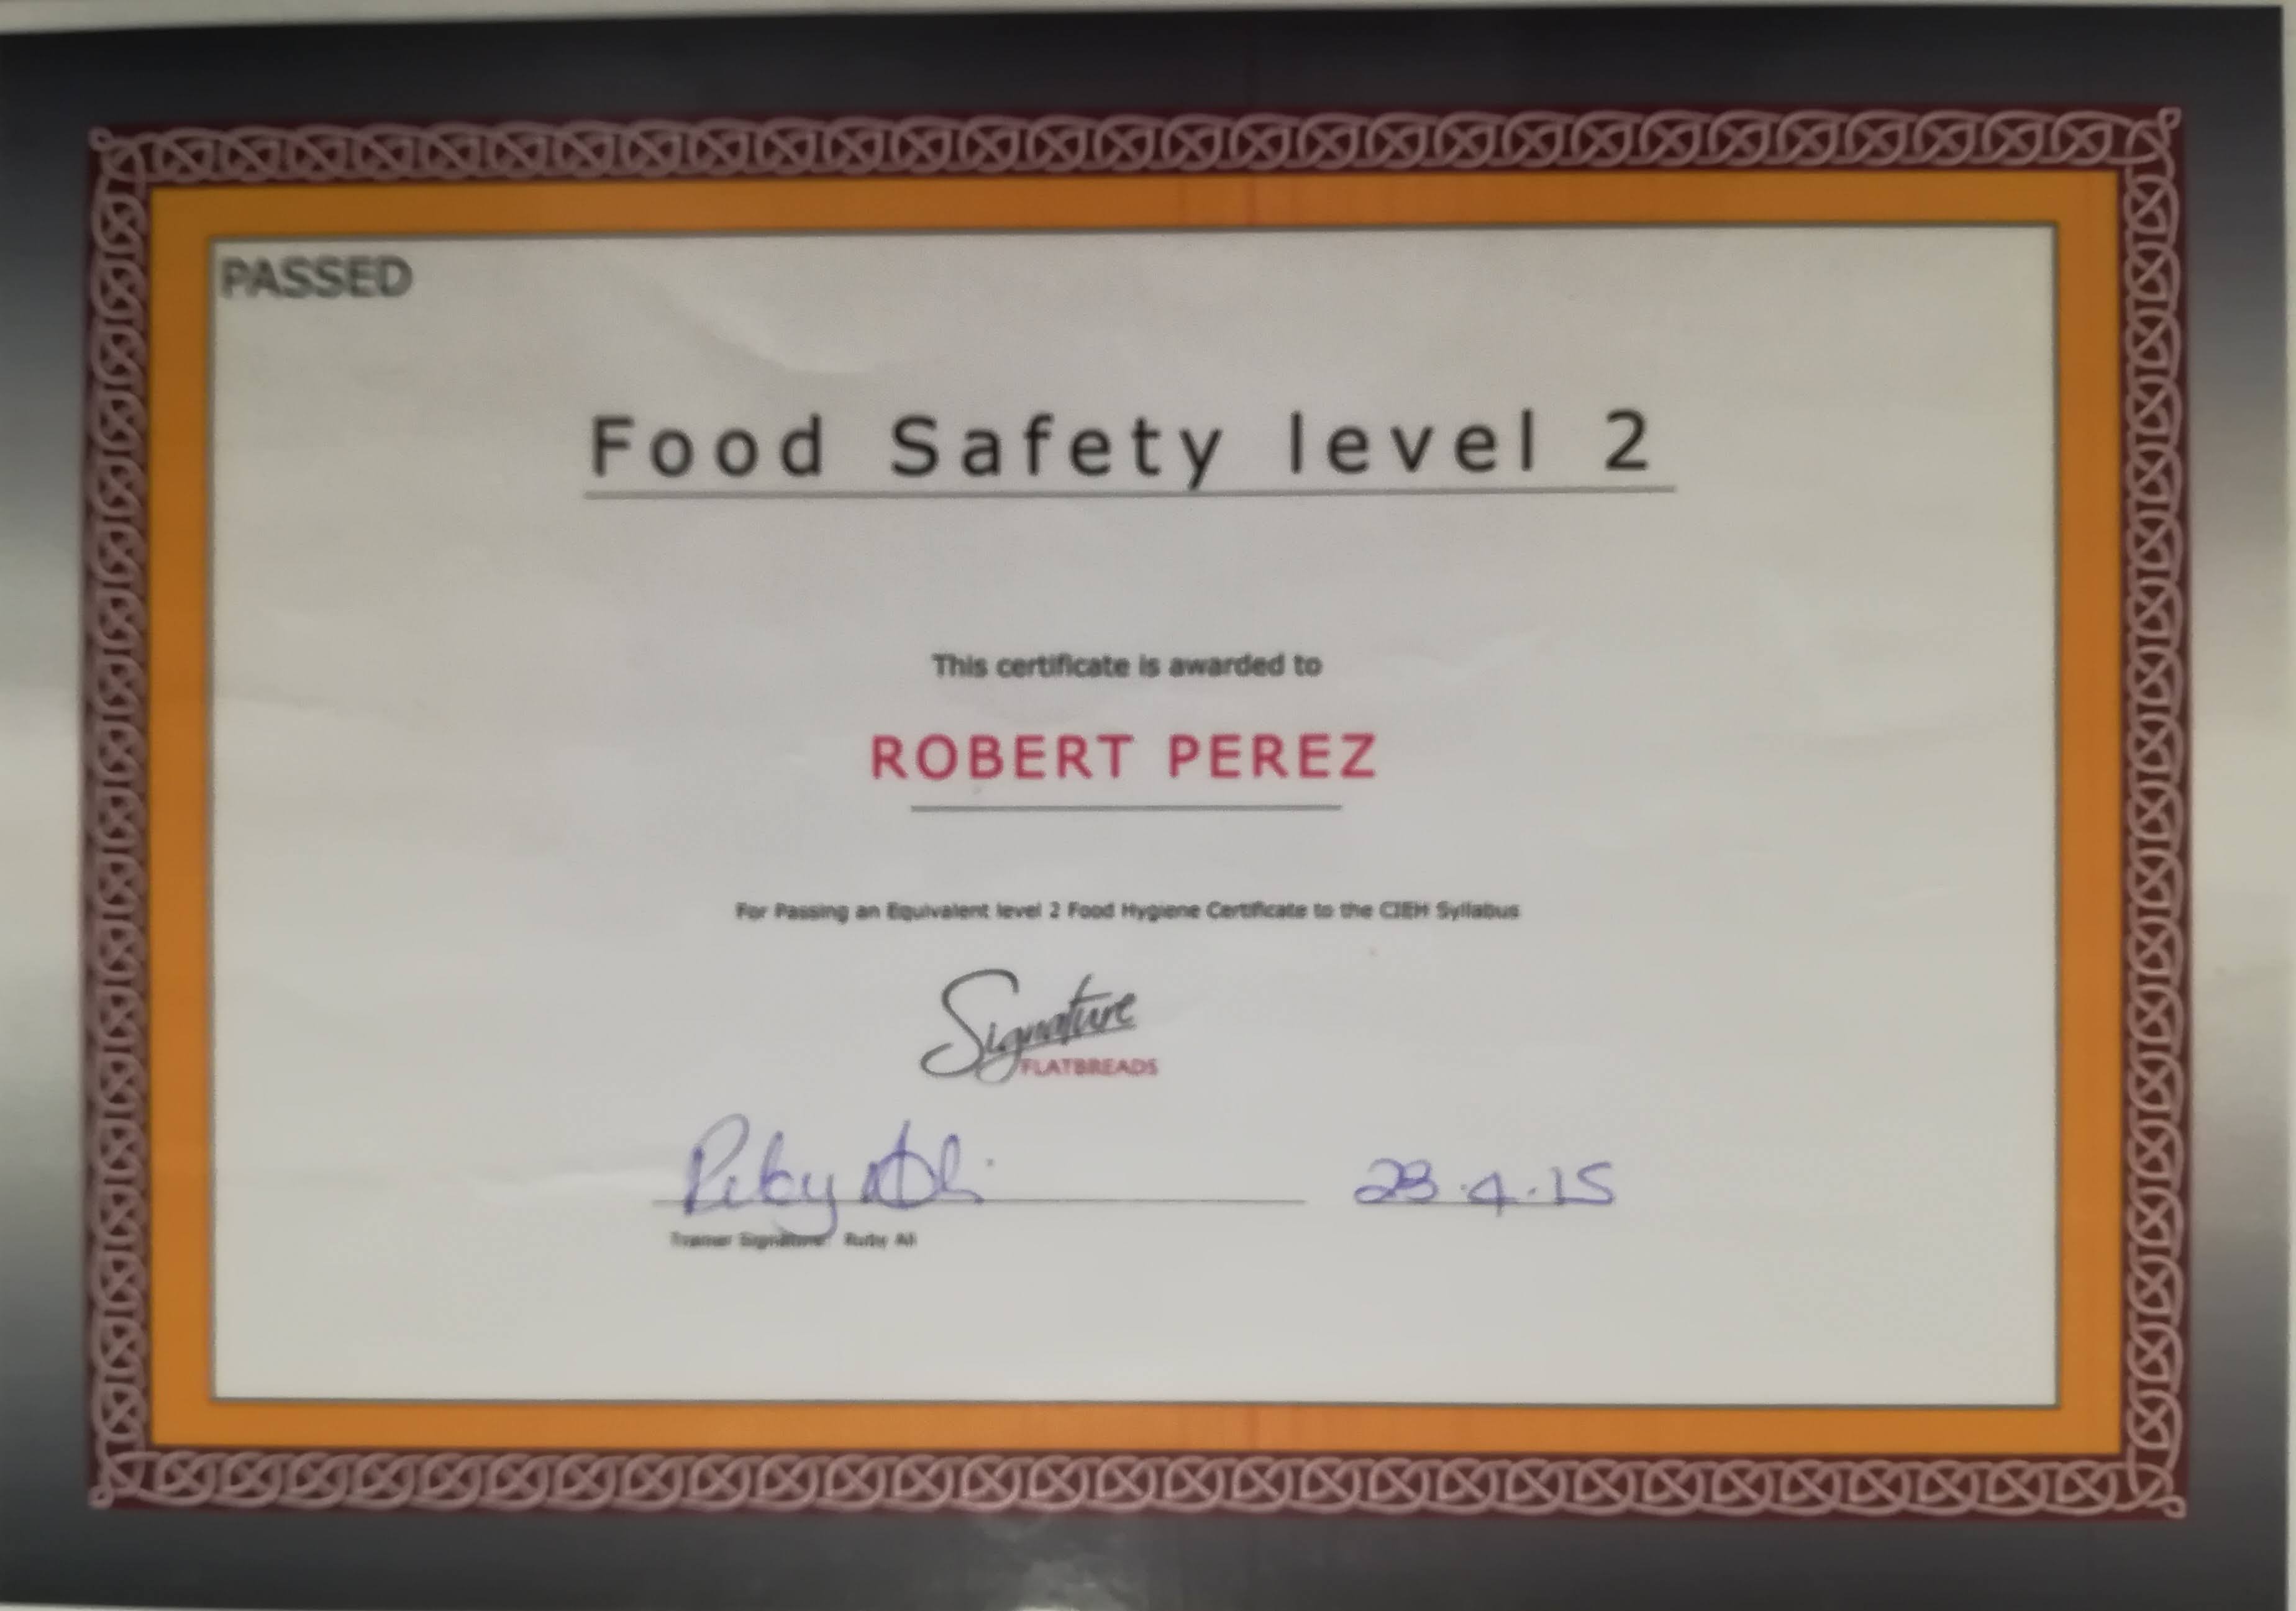 PASSED
Food Safety level 2
This certificate is awarded to
ROBERT PEREZ
For Passing an Equivalent level 2 Food Hygiene Certificate to the CIEH Syllabus
Signature
FLATBREADS
Ruby Ali 28.4.15
Trainer Signature: Ruby Ali